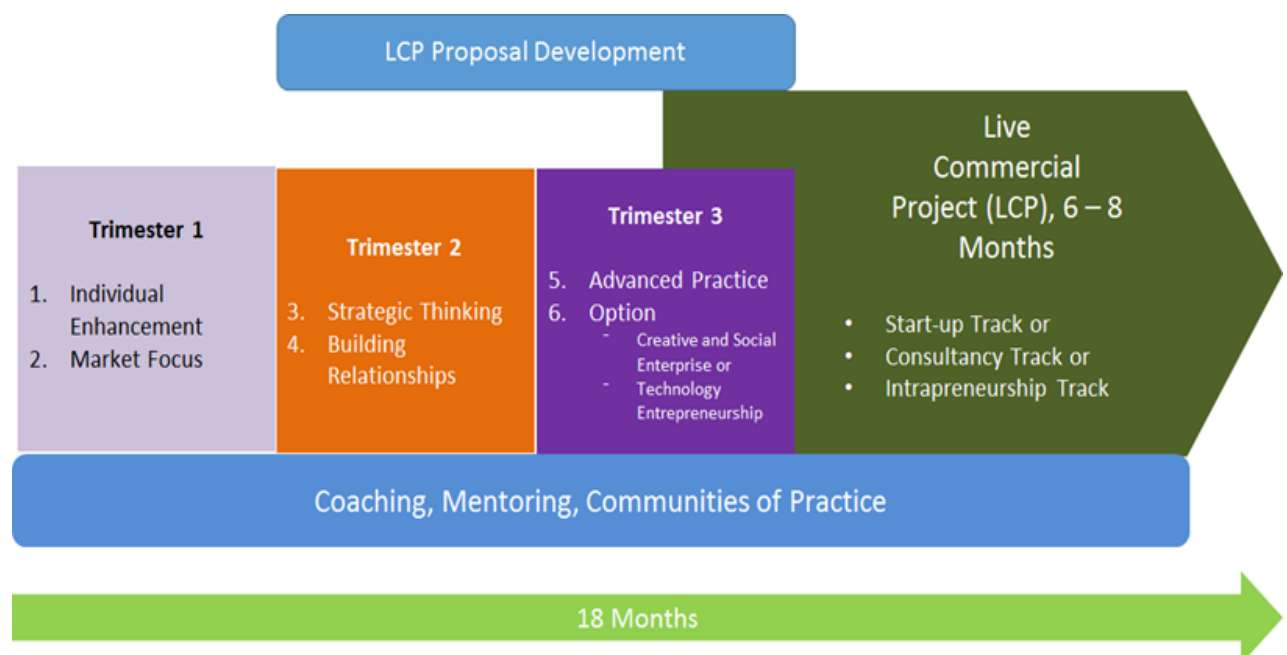 LCP Proposal Development
Trimester 1
1. Individual
Enhancement
2. Market Focus
Trimester 2
3. Strategic Thinking
4. Building
Relationships
Trimester 3
5. Advanced Practice
6. Option
- Creative and Social
Enterprise or
- Technology
Entrepreneurship
Live
Commercial
Project (LCP), 6 – 8
Months
• Start-up Track or
• Consultancy Track or
• Intrapreneurship Track
Coaching, Mentoring, Communities of Practice
18 Months